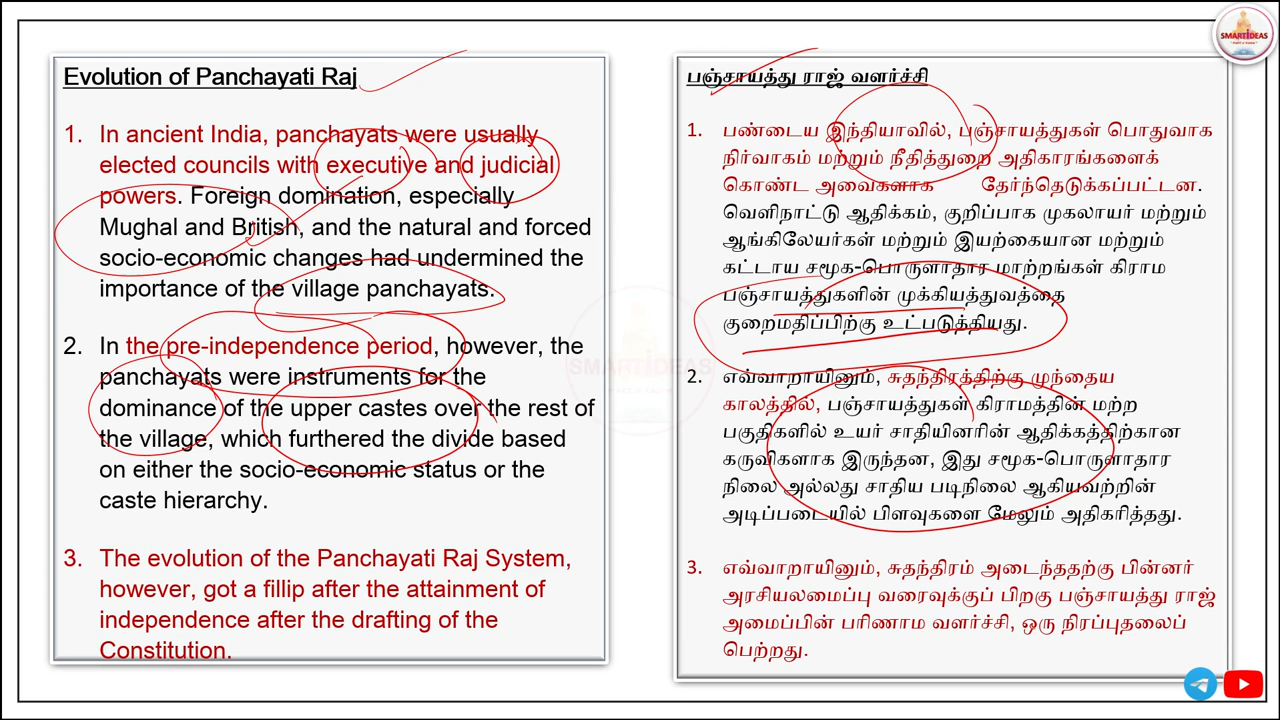 SMARTIDEAS
Evolution of Panchayati Raj
1. In ancient India, panchayats were usually
elected councils with executive and judicial
powers. Foreign domination, especially
Mughal and British, and the natural and forced
socio-economic changes had undermined the
importance of the village panchayats.
2. In the pre-independence period, however, the
panchayats were instruments for the
dominance of the upper castes over the rest of
the village, which furthered the divide based
on either the socio-economic status or the
caste hierarchy.
3. The evolution of the Panchayati Raj System,
however, got a fillip after the attainment of
independence after the drafting of the
Constitution.
பஞ்சாயத்து ராஜ் வளர்ச்சி
1. பண்டைய இந்தியாவில், பஞ்சாயத்துகள் பொதுவாக
நிர்வாகம் மற்றும் நீதித்துறை அதிகாரங்களைக்
கொண்ட அவைகளாக தேர்ந்தெடுக்கப்பட்டன.
வெளிநாட்டு ஆதிக்கம், குறிப்பாக முகலாயர் மற்றும்
ஆங்கிலேயர்கள் மற்றும் இயற்கையான மற்றும்
கட்டாய சமூக-பொருளாதார மாற்றங்கள் கிராம
பஞ்சாயத்துகளின் முக்கியத்துவத்தை
குறைமதிப்பிற்கு உட்படுத்தியது.
2. எவ்வாறாயினும், சுதந்திரத்திற்கு முந்தைய
காலத்தில், பஞ்சாயத்துகள் கிராமத்தின் மற்ற
பகுதிகளில் உயர் சாதியினரின் ஆதிக்கத்திற்கான
கருவிகளாக இருந்தன, இது சமூக-பொருளாதார
நிலை அல்லது சாதிய படிநிலை ஆகியவற்றின்
அடிப்படையில் பிளவுகளை மேலும் அதிகரித்தது.
3. எவ்வாறாயினும், சுதந்திரம் அடைந்ததற்கு பின்னர்
அரசியலமைப்பு வரைவுக்குப் பிறகு பஞ்சாயத்து ராஜ்
அமைப்பின் பரிணாம வளர்ச்சி, ஒரு நிரப்புதலைப்
பெற்றது.
SMARTIDEAS